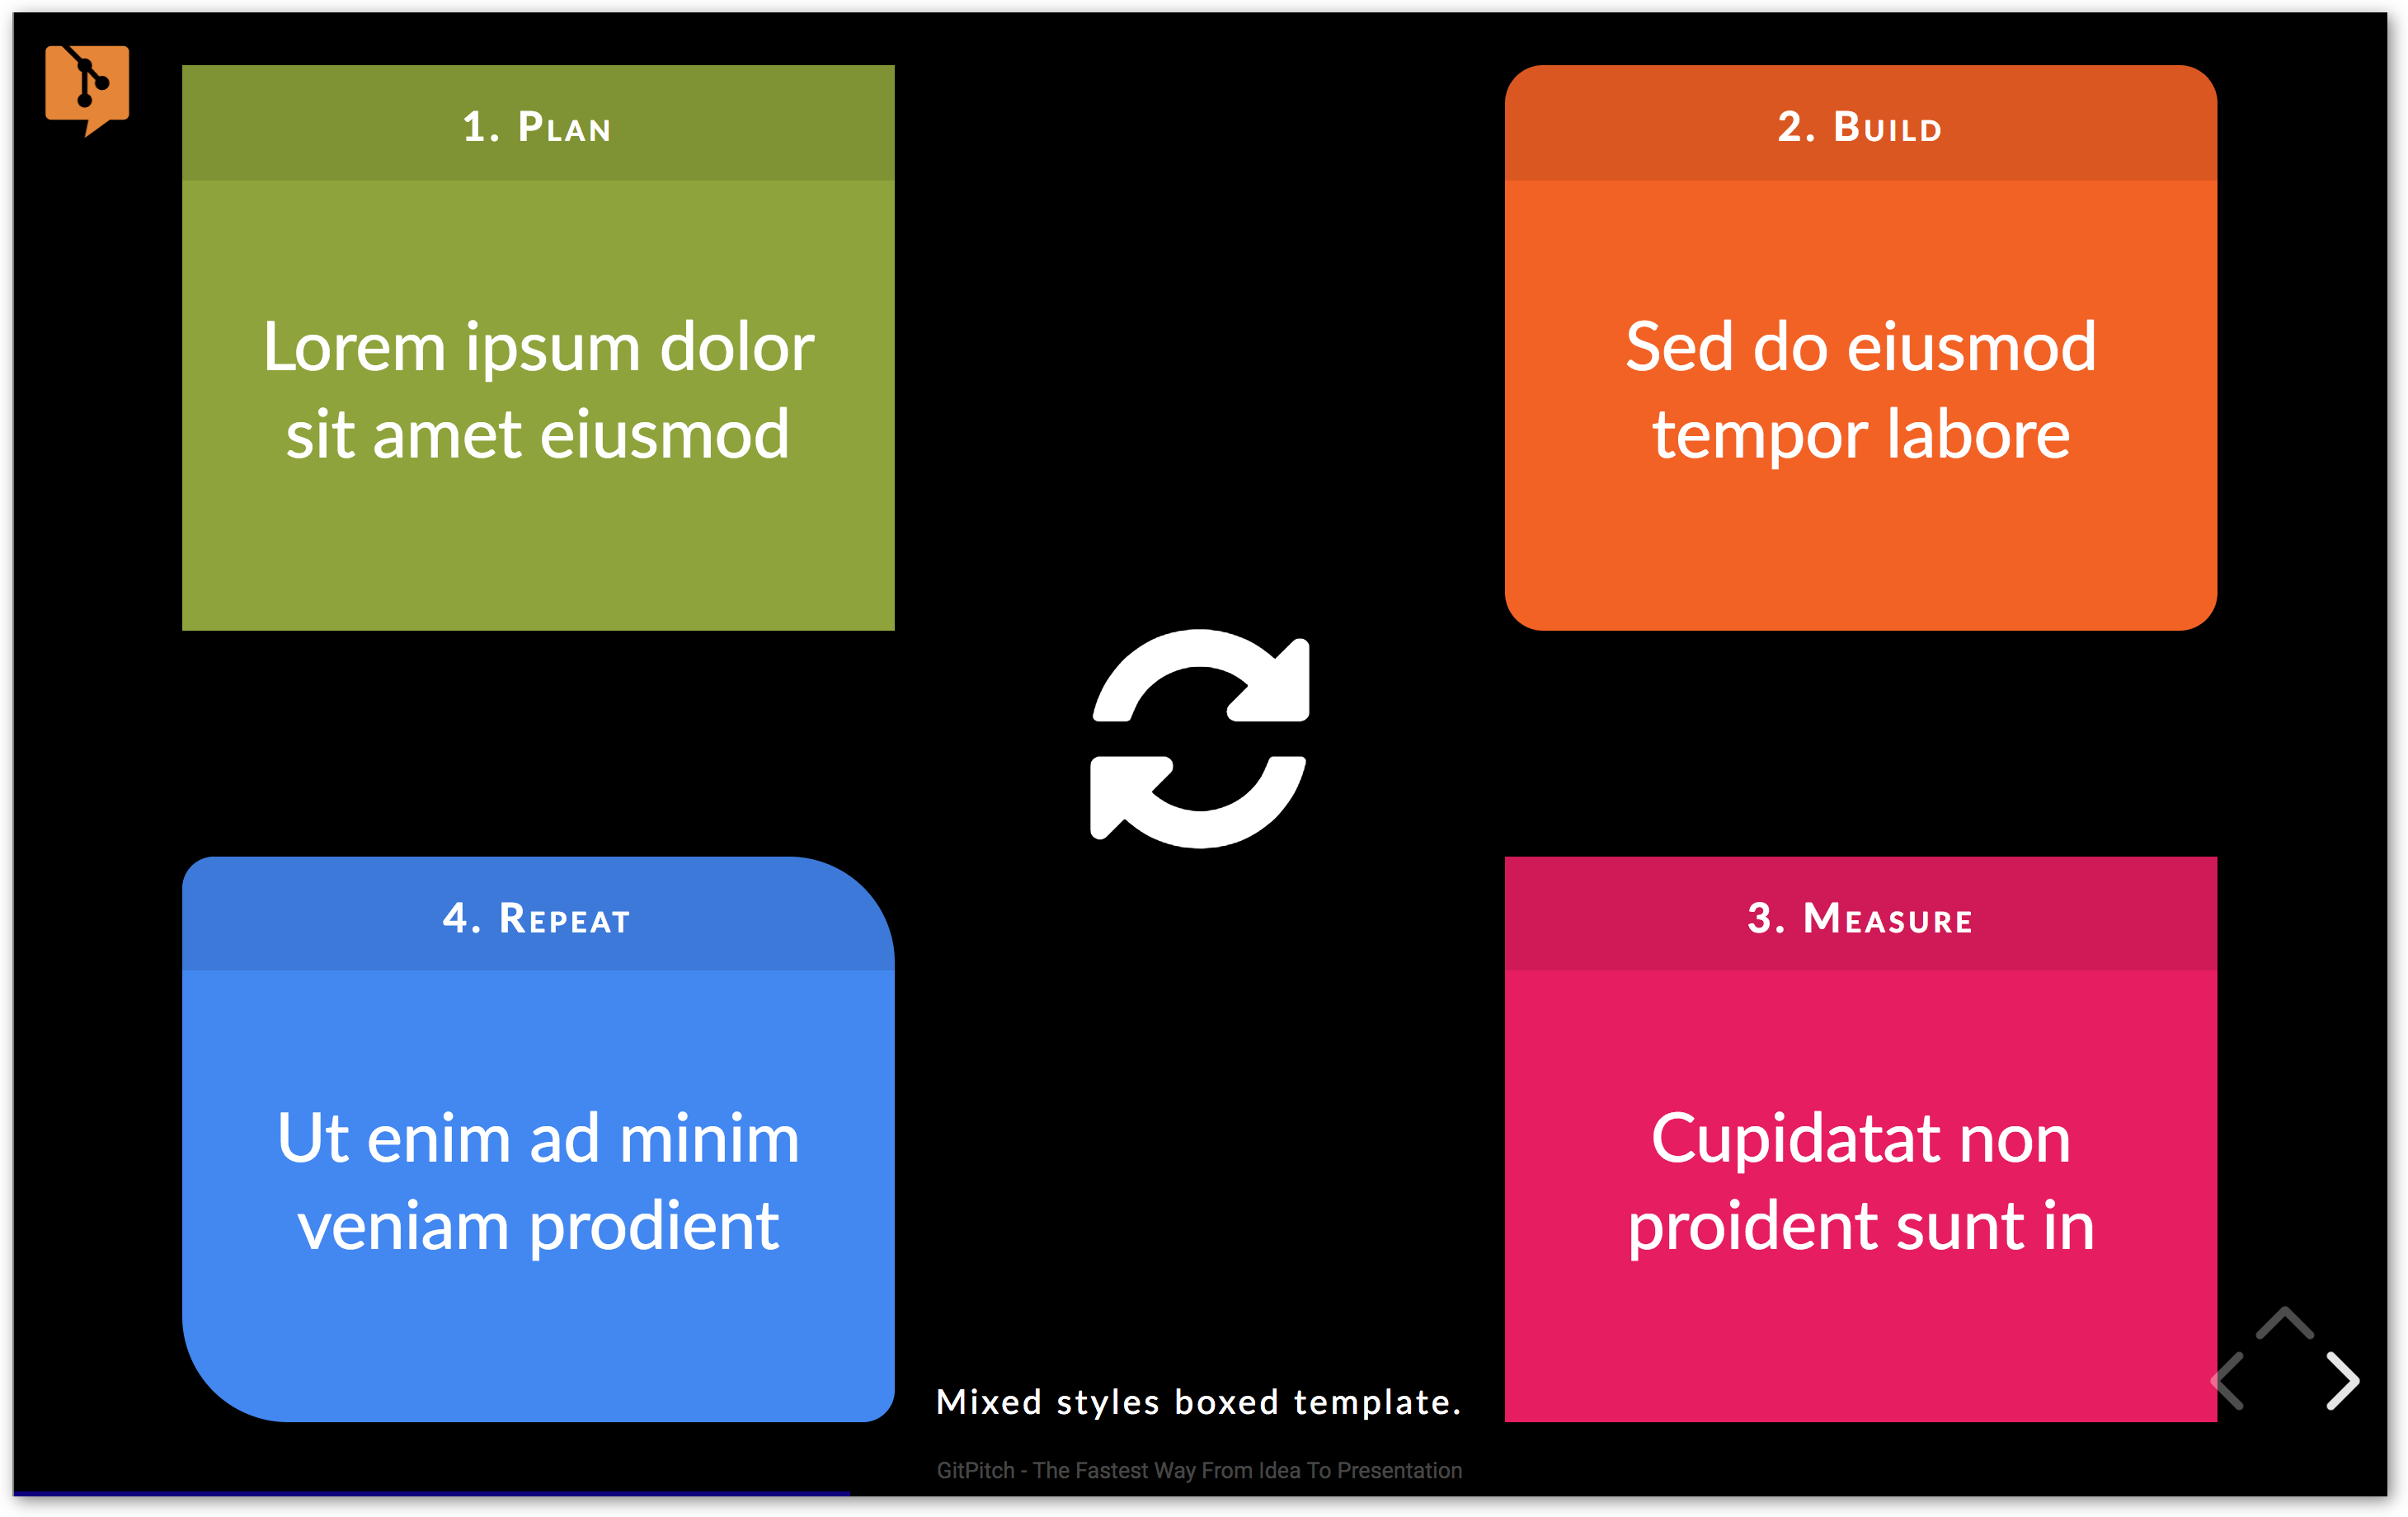 1. Plan
Lorem ipsum dolor
sit amet eiusmod
2. Build
Sed do eiusmod
tempor labore
3. Measure
Cupidatat non
proident sunt in
4. Repeat
Ut enim ad minim
veniam prodient
Mixed styles boxed template.
GitPitch - The Fastest Way From Idea To Presentation